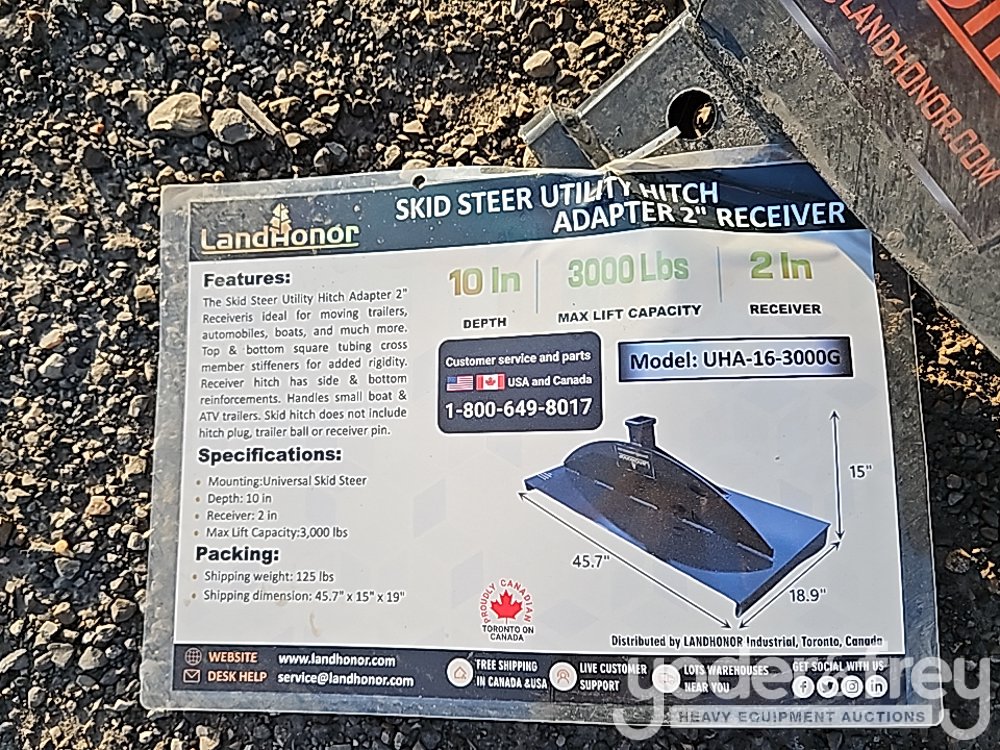 LANDHONOR.COM
SKID STEER UTILITY HITCH
ADAPTER 2" RECEIVER
LandHonor
Features:
The Skid Steer Utility Hitch Adapter 2"
Receiveris ideal for moving trailers,
automobiles, boats, and much more.
Top & bottom square tubing cross
member stiffeners for added rigidity.
Receiver hitch has side & bottom
reinforcements. Handles small boat &
ATV trailers. Skid hitch does not include
hitch plug, trailer ball or receiver pin.
10 In
DEPTH
3000 Lbs
MAX LIFT CAPACITY
2 In
RECEIVER
Customer service and parts
USA and Canada
1-800-649-8017
Model: UHA-16-3000G
Specifications:
• Mounting:Universal Skid Steer
• Depth: 10 in
• Receiver: 2 in
• Max Lift Capacity:3,000 lbs
Packing:
• Shipping weight: 125 lbs
• Shipping dimension: 45.7" x 15" x 19"
LandHonor
15"
45.7"
18.9"
PROUDLY CANADIAN
TORONTO ON
CANADA
Distributed by LANDHONOR Industrial, Toronto, Canada
WEBSITE www.landhonor.com
DESK HELP service@landhonor.com
FREE SHIPPING
IN CANADA &USA
LIVE CUSTOMER
SUPPORT
LOTS WAREHOUSES
NEAR YOU
GET SOCIAL WITH US
yoder&frey
HEAVY EQUIPMENT AUCTIONS